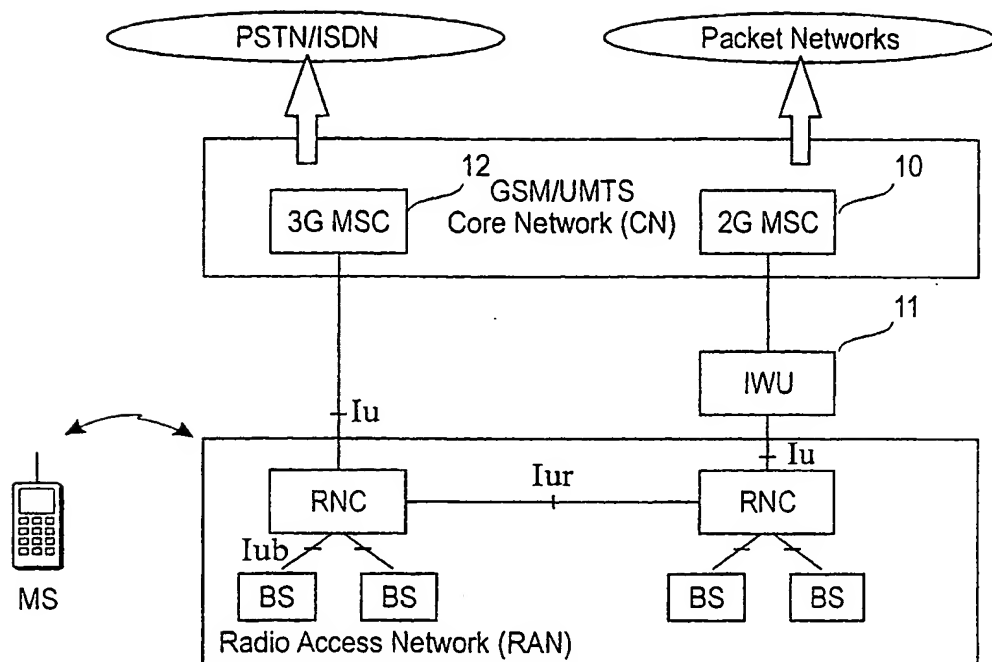 PSTN/ISDN
Packet Networks
12
10
GSM/UMTS
3G MSC
Core Network (CN)
2G MSC
11
IWU
Iu
Iu
RNC
Iur
RNC
Iub
BS
BS
BS
BS
MS
Radio Access Network (RAN)